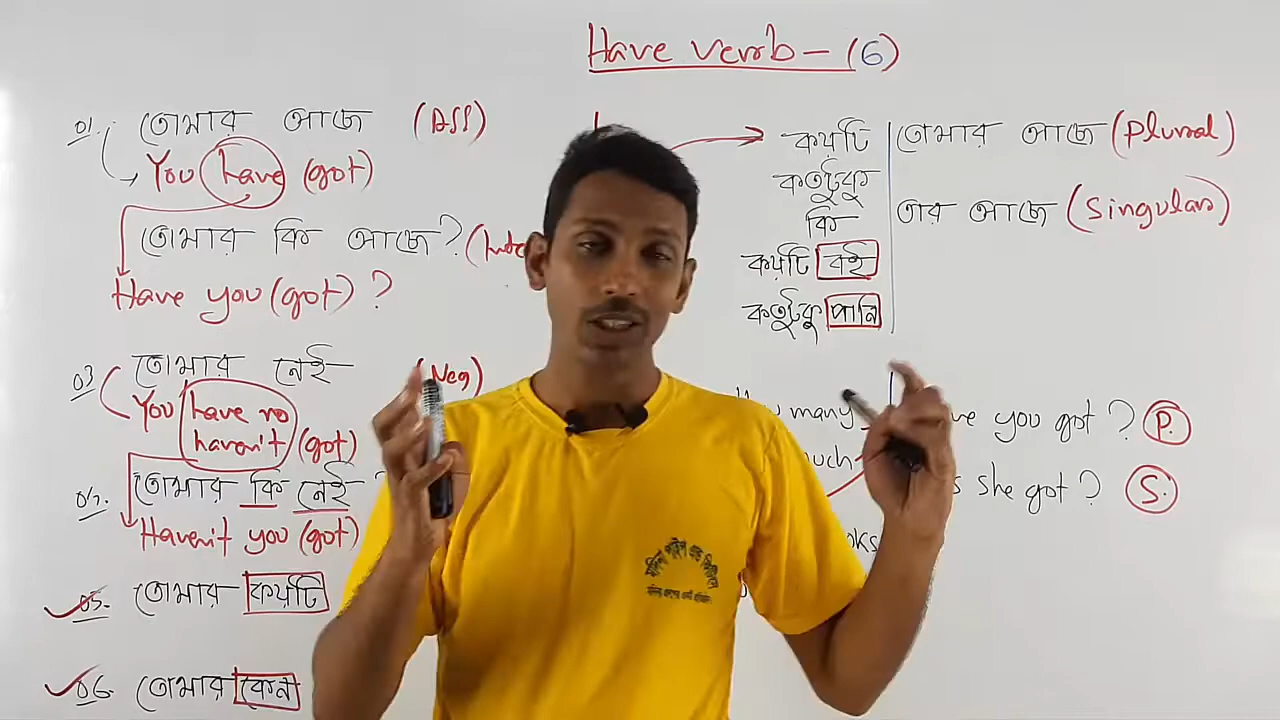 Have verb – (6)
01. তোমার আছে (Ass)
You have (got)
তোমার কি আছে? (Inte
Have you (got) ?
03 তোমার নেই (Neg)
You have no
haven't (got)
04. তোমার কি নেই ?
Haven't you (got)
05. তোমার কয়টি
06. তোমার কেন
কয়টি তোমার আছে (Plural)
কতটুকু
কি তার আছে (Singular)
কয়টি বই
কতটুকু পানি
many have you got ? P.
much she got ? S.